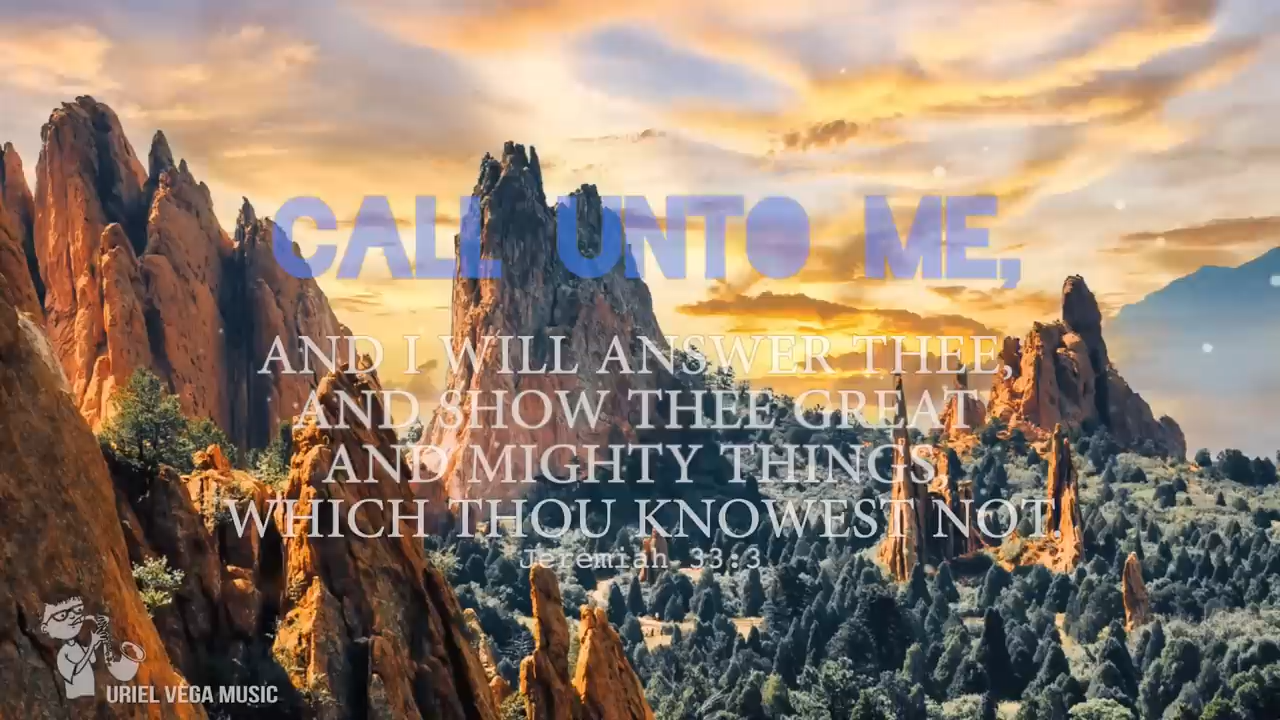 CALL UNTO ME,
AND I WILL ANSWER THEE,
AND SHOW THEE GREAT
AND MIGHTY THINGS,
WHICH THOU KNOWEST NOT.
Jeremiah 33:3
URIEL VEGA MUSIC